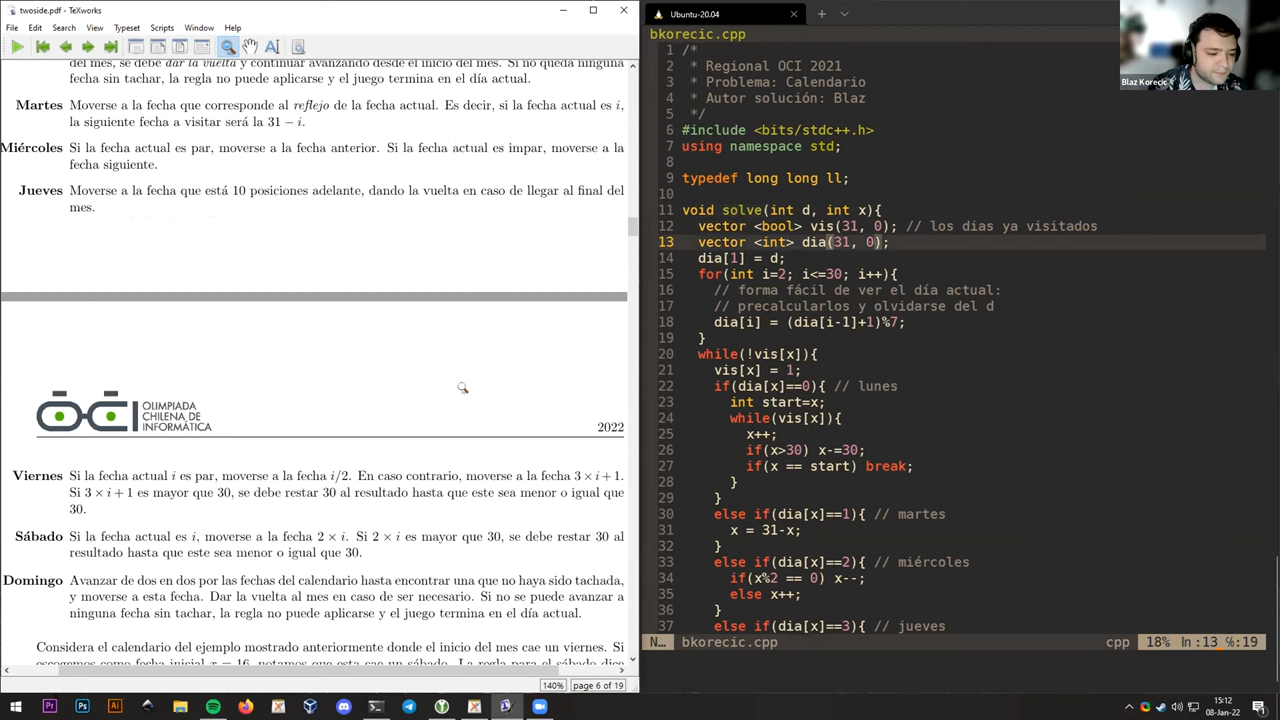 twoside.pdf - TeXworks
File Edit Search View Typeset Scripts Window Help
del mes, se debe dar la vuelta y continuar avanzando desde el inicio del mes. Si no queda ninguna
fecha sin tachar, la regla no puede aplicarse y el juego termina en el día actual.
Martes Moverse a la fecha que corresponde al reflejo de la fecha actual. Es decir, si la fecha actual es i,
la siguiente fecha a visitar será la 31 − i.
Miércoles Si la fecha actual es par, moverse a la fecha anterior. Si la fecha actual es impar, moverse a la
fecha siguiente.
Jueves Moverse a la fecha que está 10 posiciones adelante, dando la vuelta en caso de llegar al final del
mes.
OCI
OLIMPIADA
CHILENA DE
INFORMÁTICA
2022
Viernes Si la fecha actual i es par, moverse a la fecha i/2. En caso contrario, moverse a la fecha 3 × i + 1.
Si 3 × i + 1 es mayor que 30, se debe restar 30 al resultado hasta que este sea menor o igual que
30.
Sábado Si la fecha actual es i, moverse a la fecha 2 × i. Si 2 × i es mayor que 30, se debe restar 30 al
resultado hasta que este sea menor o igual que 30.
Domingo Avanzar de dos en dos por las fechas del calendario hasta encontrar una que no haya sido tachada,
y moverse a esta fecha. Dar la vuelta al mes en caso de ser necesario. Si no se puede avanzar a
ninguna fecha sin tachar, la regla no puede aplicarse y el juego termina en el día actual.
Considera el calendario del ejemplo mostrado anteriormente donde el inicio del mes cae un viernes. Si
escogemos como fecha inicial x = 16, notamos que esta cae un sábado. La regla para el sábado dice
140% page 6 of 19
Ubuntu-20.04
bkorecic.cpp
1 /*
2 * Regional OCI 2021
3 * Problema: Calendario
4 * Autor solución: Blaz
5 */
6 #include <bits/stdc++.h>
7 using namespace std;
8
9 typedef long long ll;
10
11 void solve(int d, int x){
12 vector <bool> vis(31, 0); // los dias ya visitados
13 vector <int> dia(31, 0);
14 dia[1] = d;
15 for(int i=2; i<=30; i++){
16 // forma fácil de ver el día actual:
17 // precalcularlos y olvidarse del d
18 dia[i] = (dia[i-1]+1)%7;
19 }
20 while(!vis[x]){
21 vis[x] = 1;
22 if(dia[x]==0){ // lunes
23 int start=x;
24 while(vis[x]){
25 x++;
26 if(x>30) x-=30;
27 if(x == start) break;
28 }
29 }
30 else if(dia[x]==1){ // martes
31 x = 31-x;
32 }
33 else if(dia[x]==2){ // miércoles
34 if(x%2 == 0) x--;
35 else x++;
36 }
37 else if(dia[x]==3){ // jueves
N… bkorecic.cpp cpp 18% ln:13 ℅:19
Blaz Korecic
Pr Ps Ai
15:12
08-Jan-22